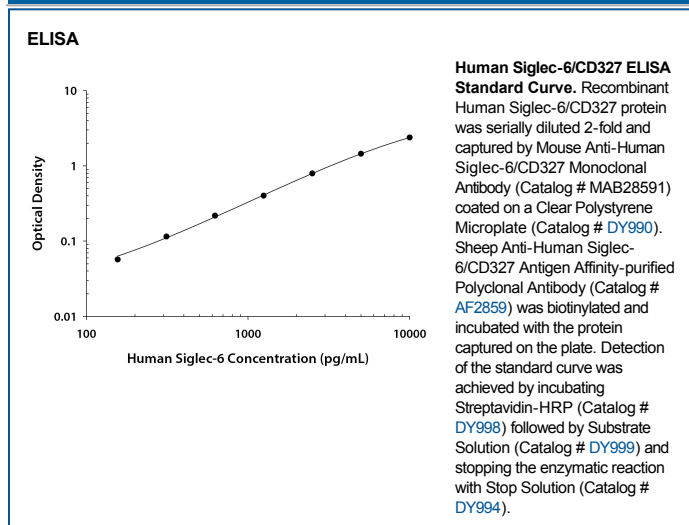 ELISA
10
1
0.1
0.01
100
1000
10000
Optical Density
Human Siglec-6 Concentration (pg/mL)
Human Siglec-6/CD327 ELISA
Standard Curve. Recombinant
Human Siglec-6/CD327 protein
was serially diluted 2-fold and
captured by Mouse Anti-Human
Siglec-6/CD327 Monoclonal
Antibody (Catalog # MAB28591)
coated on a Clear Polystyrene
Microplate (Catalog # DY990).
Sheep Anti-Human Siglec-
6/CD327 Antigen Affinity-purified
Polyclonal Antibody (Catalog #
AF2859) was biotinylated and
incubated with the protein
captured on the plate. Detection
of the standard curve was
achieved by incubating
Streptavidin-HRP (Catalog #
DY998) followed by Substrate
Solution (Catalog # DY999) and
stopping the enzymatic reaction
with Stop Solution (Catalog #
DY994).